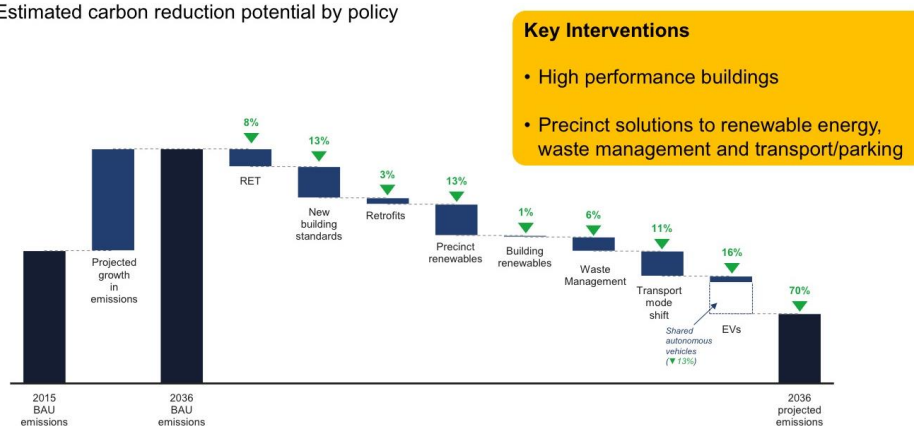 Estimated carbon reduction potential by policy
Key Interventions
• High performance buildings
• Precinct solutions to renewable energy,
waste management and transport/parking
8%
13%
3%
13%
1%
6%
11%
16%
70%
RET
New
building
standards
Retrofits
Precinct
renewables
Building
renewables
Waste
Management
Transport
mode
shift
EVs
Shared
autonomous
vehicles
(▼13%)
Projected
growth
in
emissions
2015
BAU
emissions
2036
BAU
emissions
2036
projected
emissions